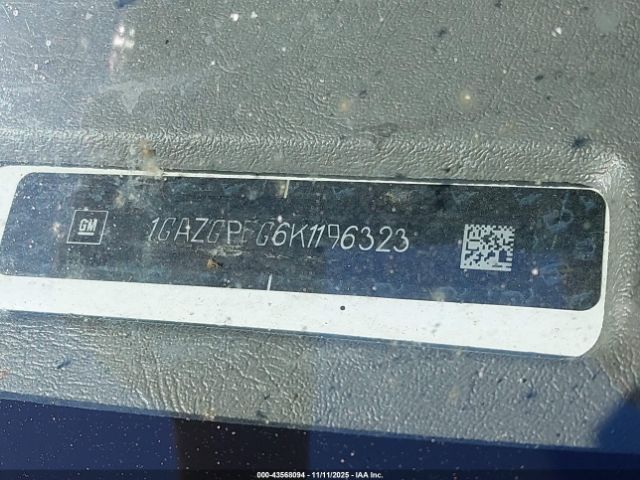 GM
1GAZGPFG6K1196323
000-43568094 - 11/11/2025 - IAA Inc.